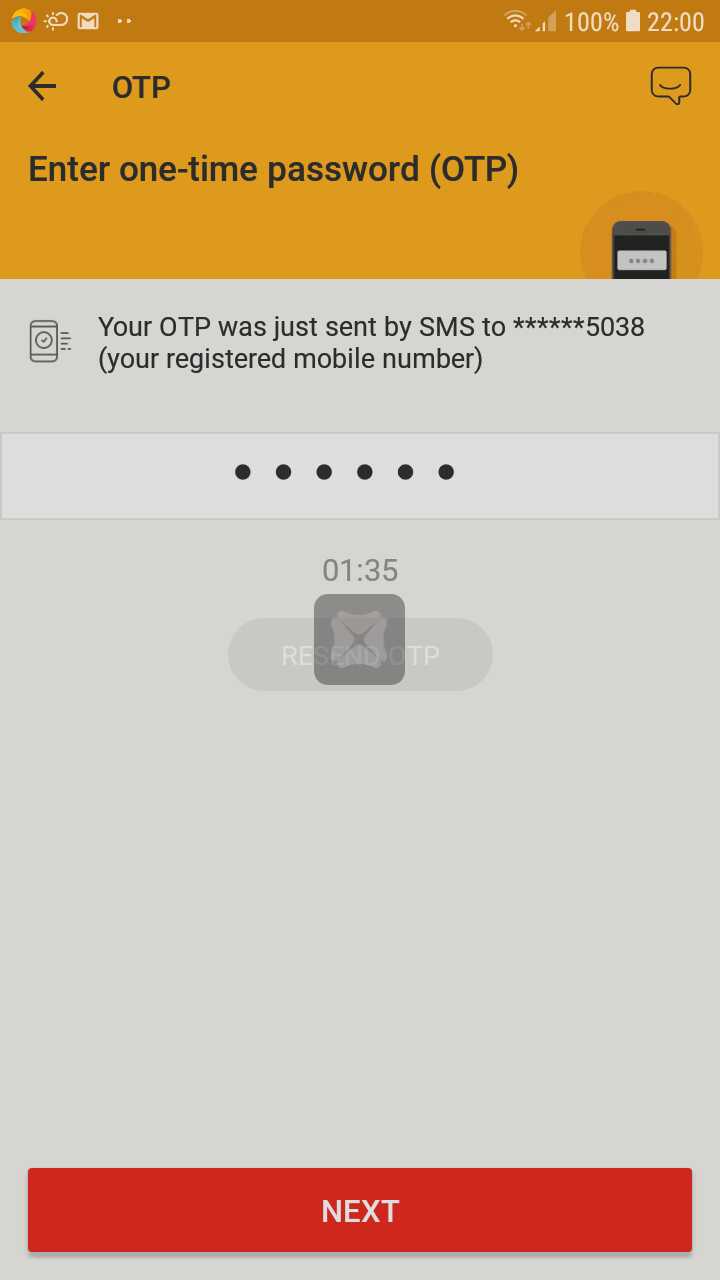 100% 22:00
OTP
Enter one-time password (OTP)
Your OTP was just sent by SMS to ******5038
(your registered mobile number)
01:35
RESEND OTP
NEXT